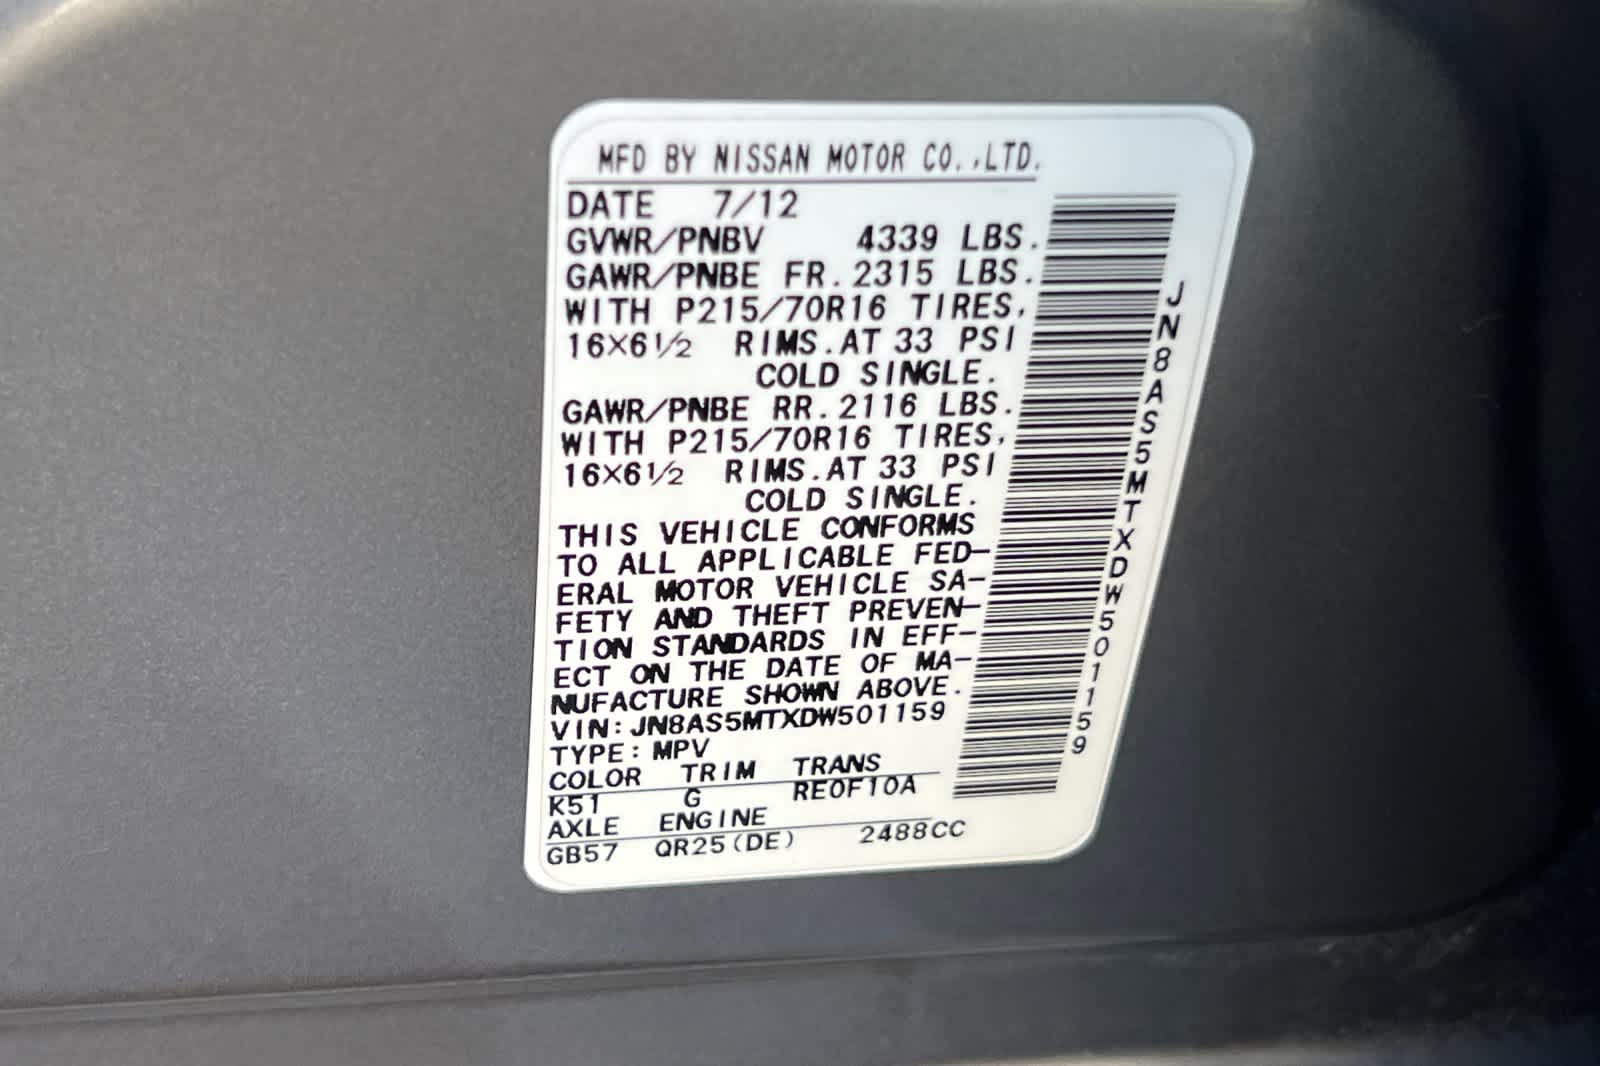 MFD BY NISSAN MOTOR CO.,LTD.
DATE 7/12
GVWR/PNBV 4339 LBS.
GAWR/PNBE FR. 2315 LBS.
WITH P215/70R16 TIRES,
16X6½ RIMS.AT 33 PSI
COLD SINGLE.
GAWR/PNBE RR. 2116 LBS.
WITH P215/70R16 TIRES,
16X6½ RIMS.AT 33 PSI
COLD SINGLE.
THIS VEHICLE CONFORMS
TO ALL APPLICABLE FED-
ERAL MOTOR VEHICLE SA-
FETY AND THEFT PREVEN-
TION STANDARDS IN EFF-
ECT ON THE DATE OF MA-
NUFACTURE SHOWN ABOVE.
VIN: JN8AS5MTXDW501159
TYPE: MPV
COLOR TRIM TRANS
K51 G RE0F10A
AXLE ENGINE
GB57 QR25(DE) 2488CC
JN8AS5MTXDW501159